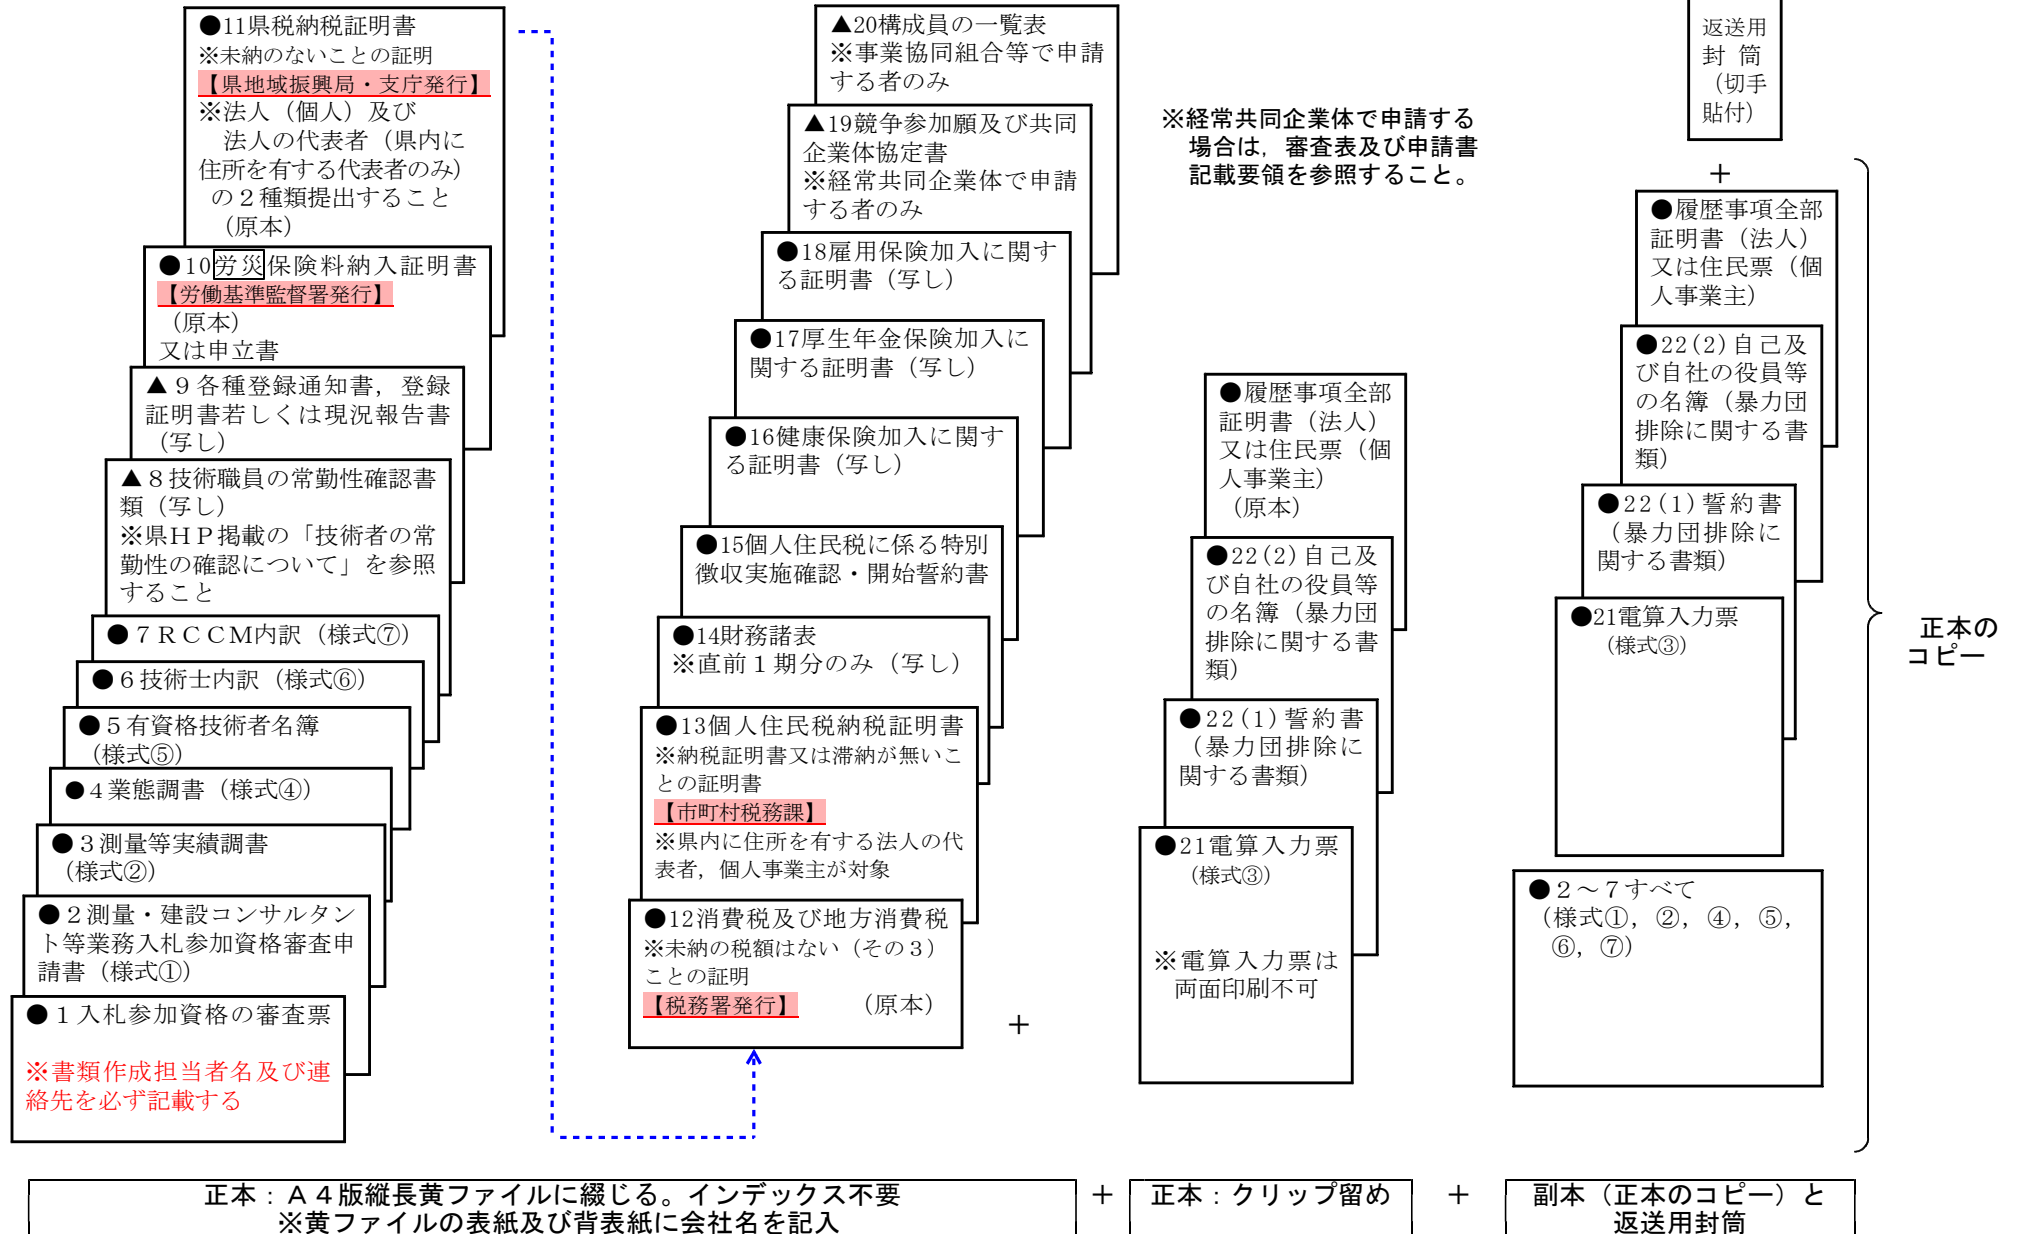 ●11県税納税証明書
※未納のないことの証明
【県地域振興局・支庁発行】
※法人（個人）及び
法人の代表者（県内に
住所を有する代表者のみ）
の２種類提出すること
（原本）
●10労災保険料納入証明書
【労働基準監督署発行】
（原本）
又は申立書
▲９各種登録通知書，登録
証明書若しくは現況報告書
（写し）
▲８技術職員の常勤性確認書
類（写し）
※県ＨＰ掲載の「技術者の常
勤性の確認について」を参照
すること
●７ＲＣＣＭ内訳（様式⑦）
●６技術士内訳（様式⑥）
●５有資格技術者名簿
（様式⑤）
●４業態調書（様式④）
●３測量等実績調書
（様式②）
●２測量・建設コンサルタン
ト等業務入札参加資格審査申
請書（様式①）
●１入札参加資格の審査票
※書類作成担当者名及び連
絡先を必ず記載する
▲20構成員の一覧表
※事業協同組合等で申請
する者のみ
▲19競争参加願及び共同
企業体協定書
※経常共同企業体で申請
する者のみ
●18雇用保険加入に関す
る証明書（写し）
●17厚生年金保険加入に
関する証明書（写し）
●16健康保険加入に関す
る証明書（写し）
●15個人住民税に係る特別
徴収実施確認・開始誓約書
●14財務諸表
※直前１期分のみ（写し）
●13個人住民税納税証明書
※納税証明書又は滞納が無いこ
との証明書
【市町村税務課】
※県内に住所を有する法人の代
表者，個人事業主が対象
●12消費税及び地方消費税
※未納の税額はない（その３）
ことの証明
【税務署発行】　（原本）
＋
※経常共同企業体で申請する
場合は，審査表及び申請書
記載要領を参照すること。
●履歴事項全部
証明書（法人）
又は住民票（個
人事業主）
（原本）
●22(2)自己及
び自社の役員等
の名簿（暴力団
排除に関する書
類）
●22(1)誓約書
（暴力団排除に
関する書類）
●21電算入力票
（様式③）
※電算入力票は
両面印刷不可
返送用
封 筒
（切手
貼付）
＋
●履歴事項全部
証明書（法人）
又は住民票（個
人事業主）
●22(2)自己及
び自社の役員等
の名簿（暴力団
排除に関する書
類）
●22(1)誓約書
（暴力団排除に
関する書類）
●21電算入力票
（様式③）
●２～７すべて
（様式①，②，④，⑤，
⑥，⑦）
正本の
コピー
正本：Ａ４版縦長黄ファイルに綴じる。インデックス不要
※黄ファイルの表紙及び背表紙に会社名を記入
＋
正本：クリップ留め
＋
副本（正本のコピー）と
返送用封筒